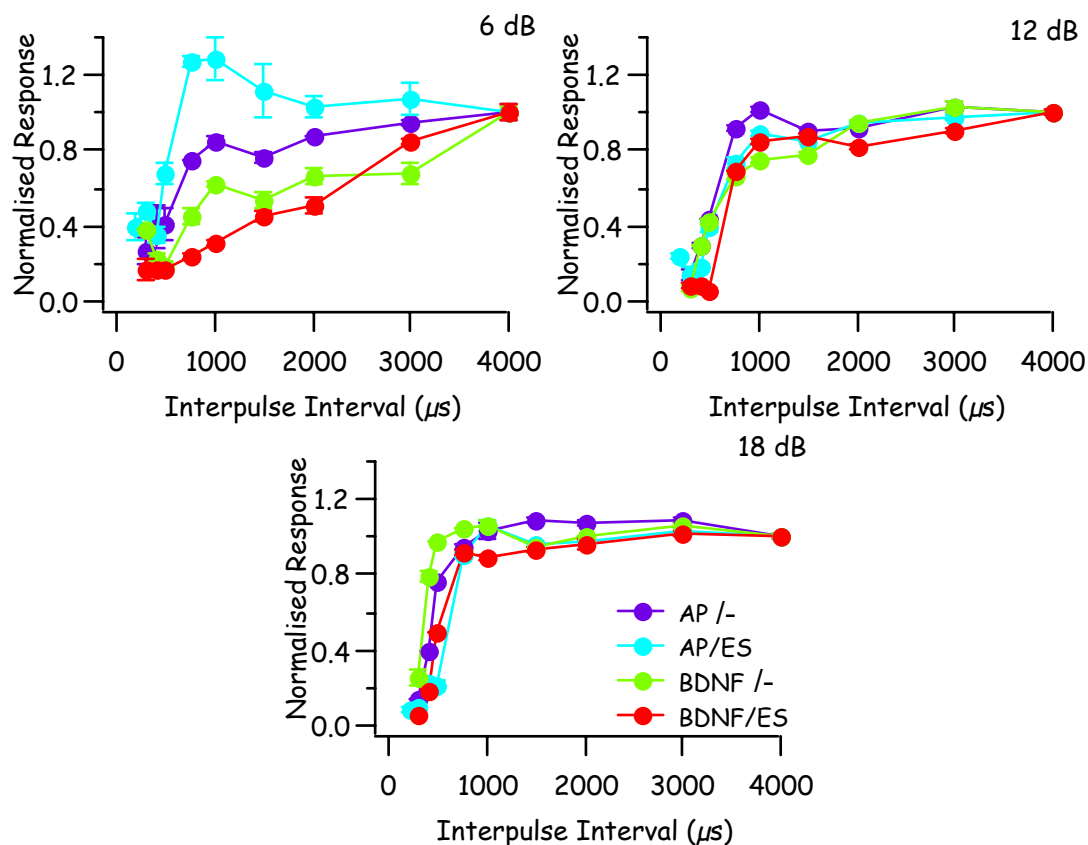 6 dB
Normalised Response
1.2
0.8
0.4
0.0
0 1000 2000 3000 4000
Interpulse Interval (µs)
12 dB
Normalised Response
1.2
0.8
0.4
0.0
0 1000 2000 3000 4000
Interpulse Interval (µs)
18 dB
Normalised Response
1.2
0.8
0.4
0.0
AP /-
AP/ES
BDNF /-
BDNF/ES
0 1000 2000 3000 4000
Interpulse Interval (µs)